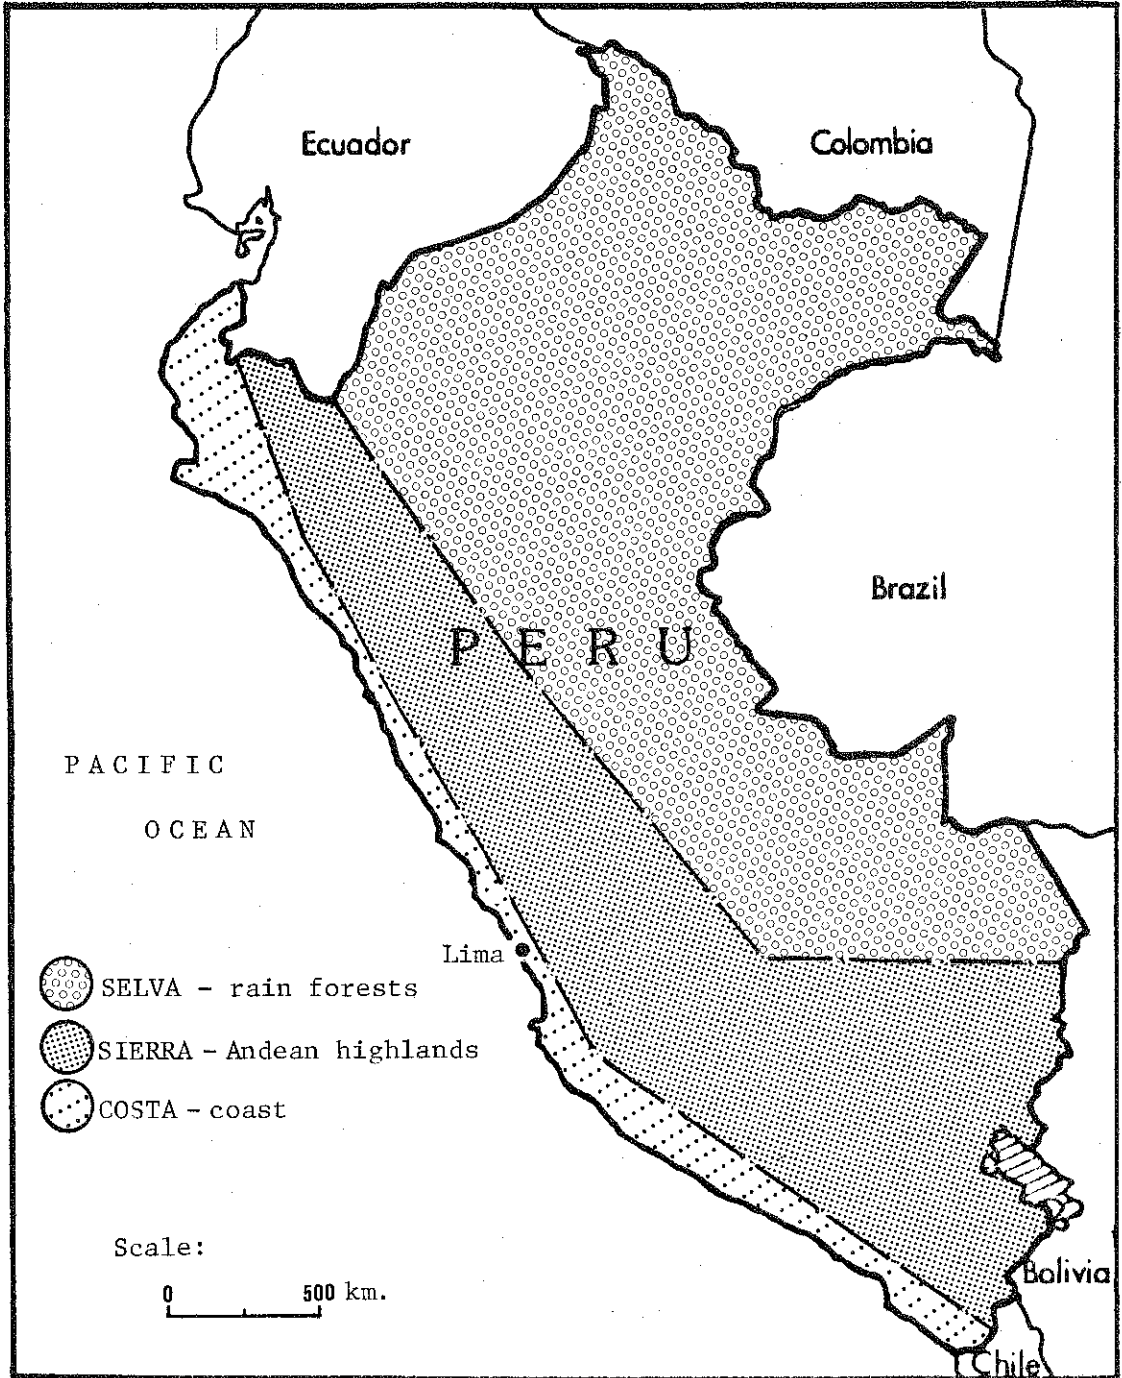 Ecuador
Colombia
Brazil
PERU
PACIFIC
OCEAN
Lima
SELVA - rain forests
SIERRA - Andean highlands
COSTA - coast
Scale:
0 500 km.
Bolivia
Chile